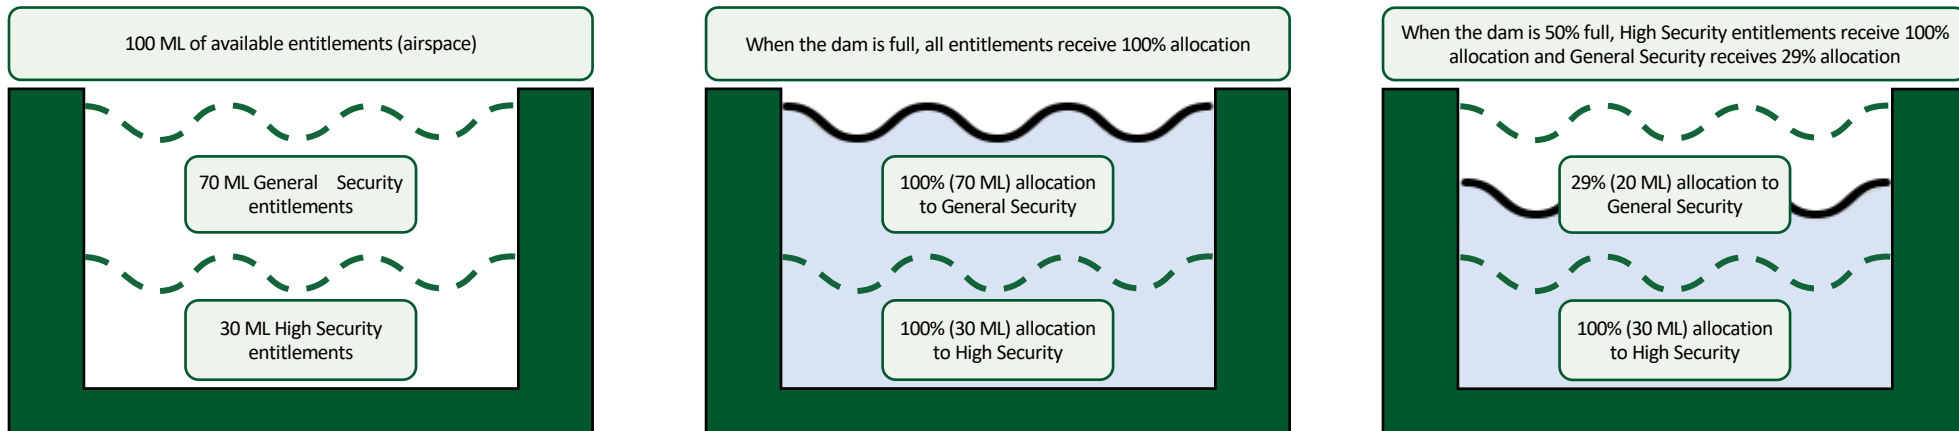 100 ML of available entitlements (airspace)
70 ML General Security
entitlements
30 ML High Security
entitlements
When the dam is full, all entitlements receive 100% allocation
100% (70 ML) allocation
to General Security
100% (30 ML) allocation
to High Security
When the dam is 50% full, High Security entitlements receive 100%
allocation and General Security receives 29% allocation
29% (20 ML) allocation to
General Security
100% (30 ML) allocation
to High Security